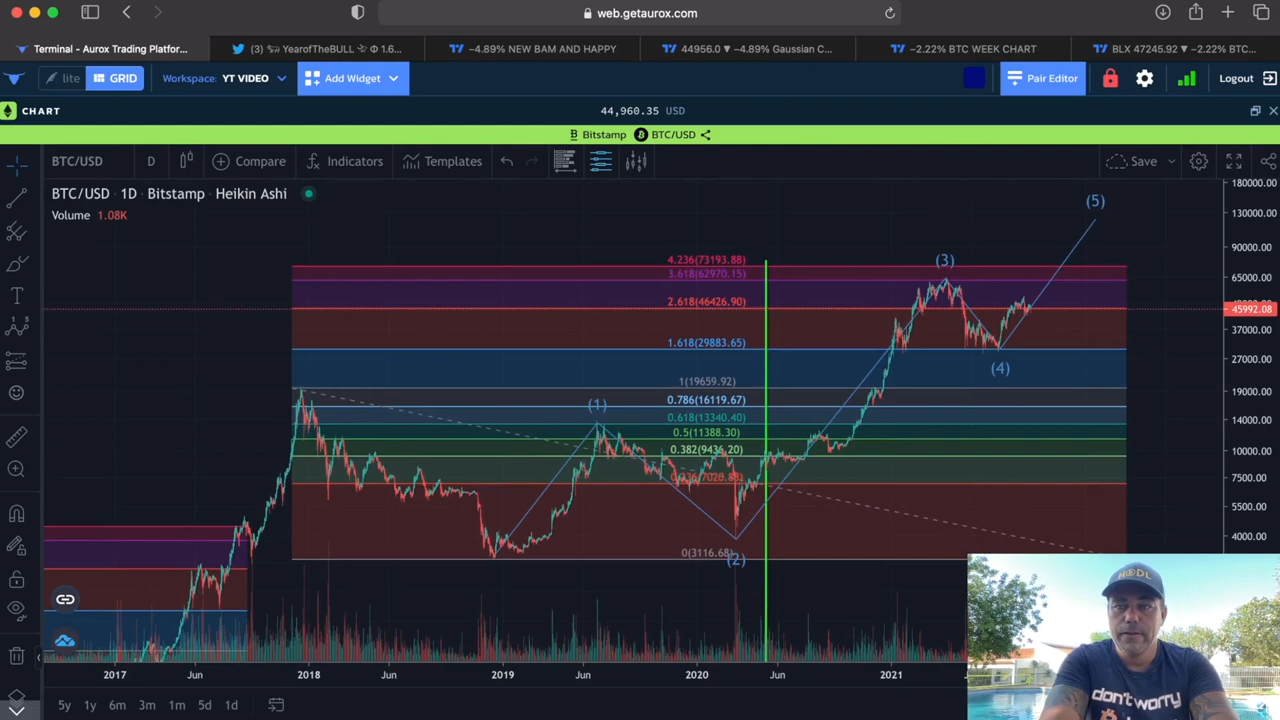 web.getaurox.com
Terminal - Aurox Trading Platfor...
(3) YearofTheBULL Φ 1.6...
−4.89% NEW BAM AND HAPPY
44956.0 ▼ −4.89% Gaussian C...
−2.22% BTC WEEK CHART
BLX 47245.92 ▼ −2.22% BTC...
lite
GRID
Workspace: YT VIDEO
Add Widget
Pair Editor
Logout
CHART
44,960.35 USD
Bitstamp BTC/USD
BTC/USD
D
Compare
Indicators
Templates
Save
BTC/USD · 1D · Bitstamp · Heikin Ashi
Volume 1.08K
180000.00
(5)
130000.00
90000.00
4.236(73193.88)
(3)
3.618(62970.15)
65000.00
2.618(46426.90)
45992.08
37000.00
1.618(29883.65)
27000.00
(4)
1(19659.92)
19000.00
0.786(16119.67)
(1)
0.618(13340.40)
14000.00
0.5(11388.30)
0.382(9436.20)
10000.00
7500.00
5500.00
4000.00
0(3116.68)
(2)
2017
Jun
2018
Jun
2019
Jun
2020
Jun
2021
5y
1y
6m
3m
1m
5d
1d
HODL
don't worry